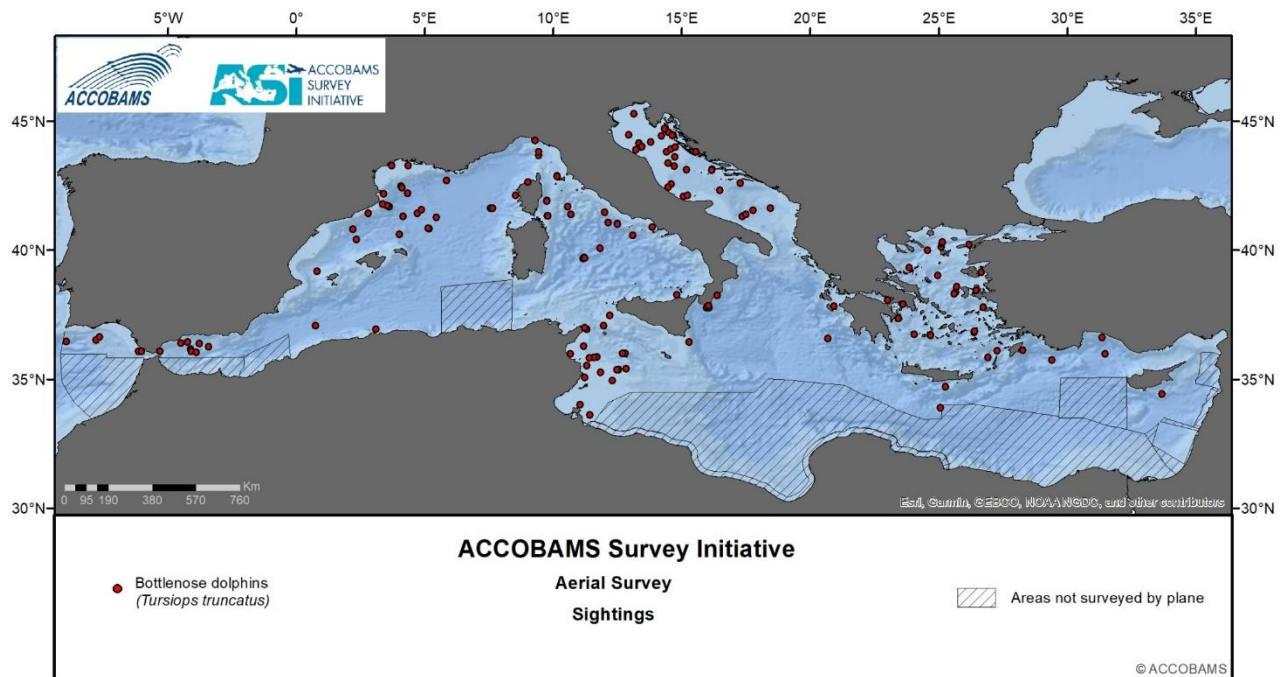 5°W 0° 5°E 10°E 15°E 20°E 25°E 30°E 35°E
ACCOBAMS
ASI
ACCOBAMS
SURVEY
INITIATIVE
45°N 45°N
40°N 40°N
35°N 35°N
Km
0 95 190 380 570 760
Esri, Garmin, GEBCO, NOAA NGDC, and other contributors
30°N 30°N
ACCOBAMS Survey Initiative
Aerial Survey
Sightings
Bottlenose dolphins
(Tursiops truncatus)
Areas not surveyed by plane
© ACCOBAMS